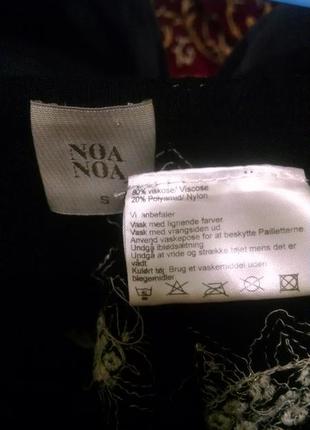 NOA
NOA
S
80% viskose/ Viscose
20% Polyamid/ Nylon
Vi anbefaler
Vask med lignende farver
Vask med vrangsiden ud
Anvend vaskepose for at beskytte Pailletterne.
Undgå iblødsætning
Undgå at vride og strække tøjet mens det er
vådt
Kulørt tøj: Brug et vaskemiddel uden
blegemidler